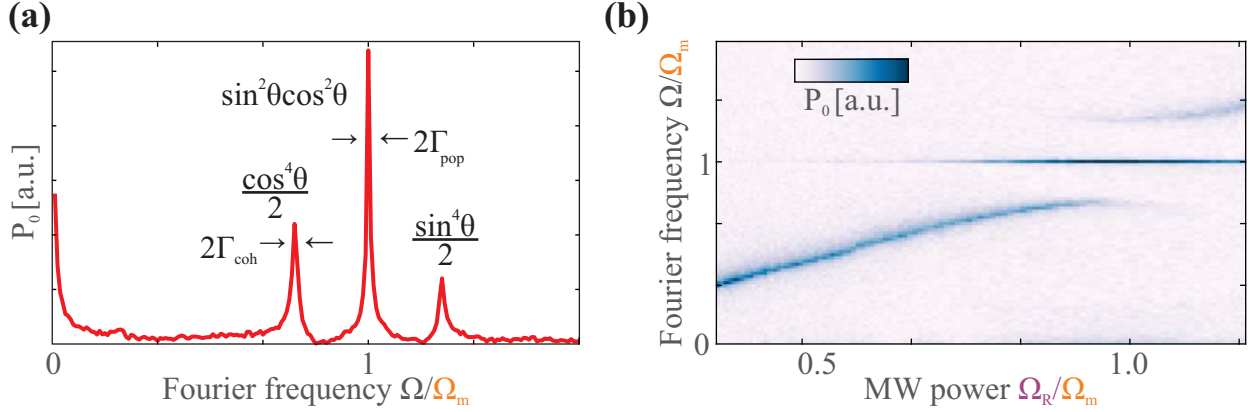 (a)
P₀ [a.u.]
sin²θcos²θ
2Γpop
cos⁴θ
2
2Γcoh
sin⁴θ
2
0
1
Fourier frequency Ω/Ωm
(b)
Fourier frequency Ω/Ωm
P₀ [a.u.]
1
0
0.5
1.0
MW power ΩR/Ωm